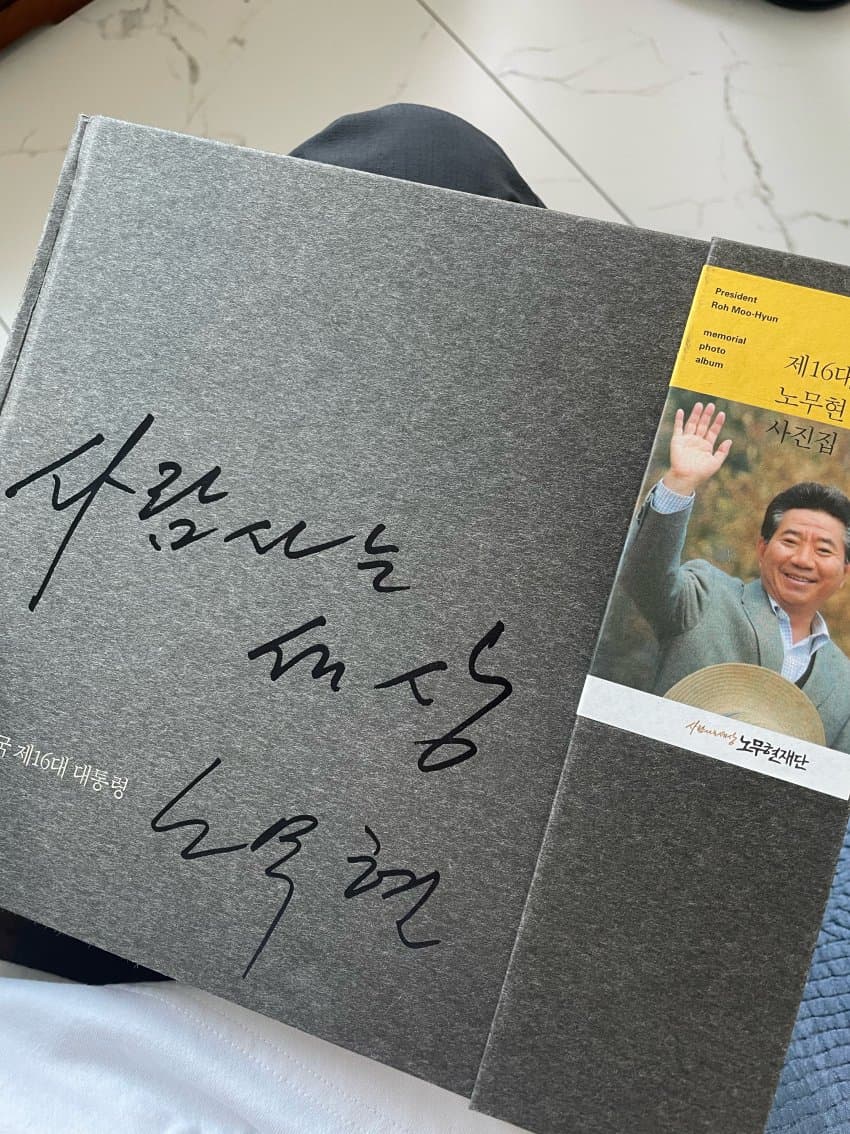 사람사는
세상
국 제16대 대통령
노무현
President
Roh Moo-Hyun
memorial
photo
album
제16대
노무현
사진집
사람사는세상 노무현재단